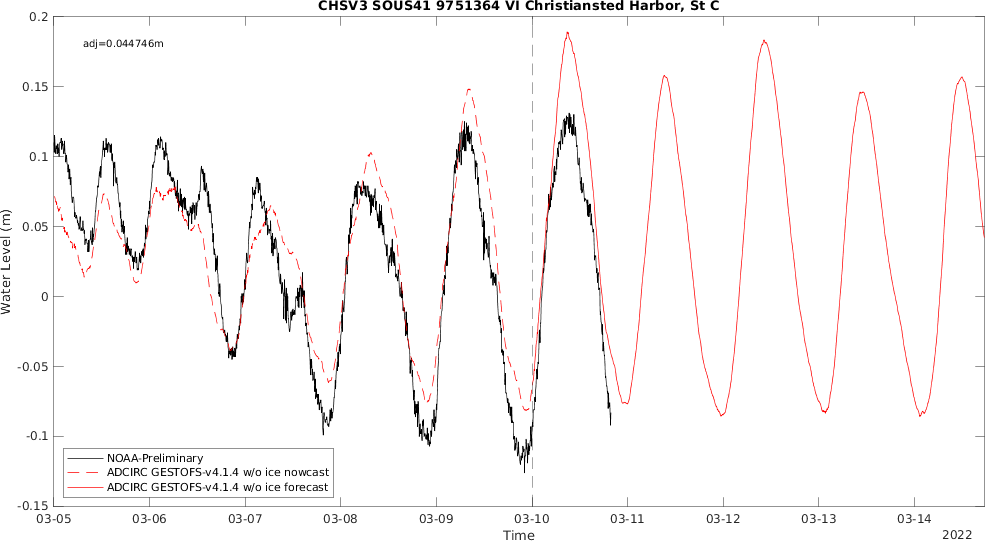 CHSV3 SOUS41 9751364 VI Christiansted Harbor, St C
adj=0.044746m
0.2
0.15
0.1
0.05
0
-0.05
-0.1
-0.15
Water Level (m)
NOAA-Preliminary
ADCIRC GESTOFS-v4.1.4 w/o ice nowcast
ADCIRC GESTOFS-v4.1.4 w/o ice forecast
03-05 03-06 03-07 03-08 03-09 03-10 03-11 03-12 03-13 03-14
Time
2022